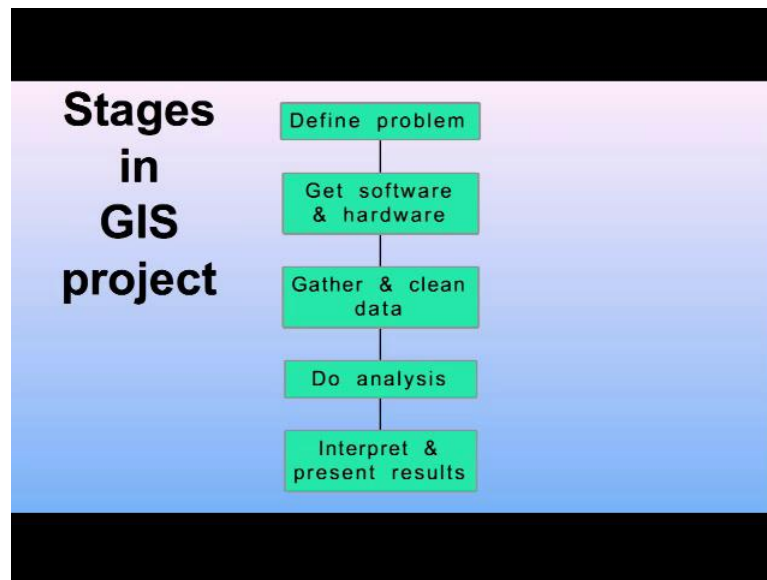 Stages
in
GIS
project
Define problem
Get software
& hardware
Gather & clean
data
Do analysis
Interpret &
present results